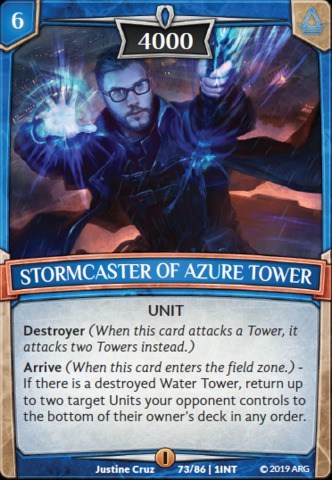 6
4000
STORMCASTER OF AZURE TOWER
UNIT
Destroyer (When this card attacks a Tower, it
attacks two Towers instead.)
Arrive (When this card enters the field zone.) -
If there is a destroyed Water Tower, return up
to two target Units your opponent controls to
the bottom of their owner's deck in any order.
I
Justine Cruz 73/86 | 1INT © 2019 ARG